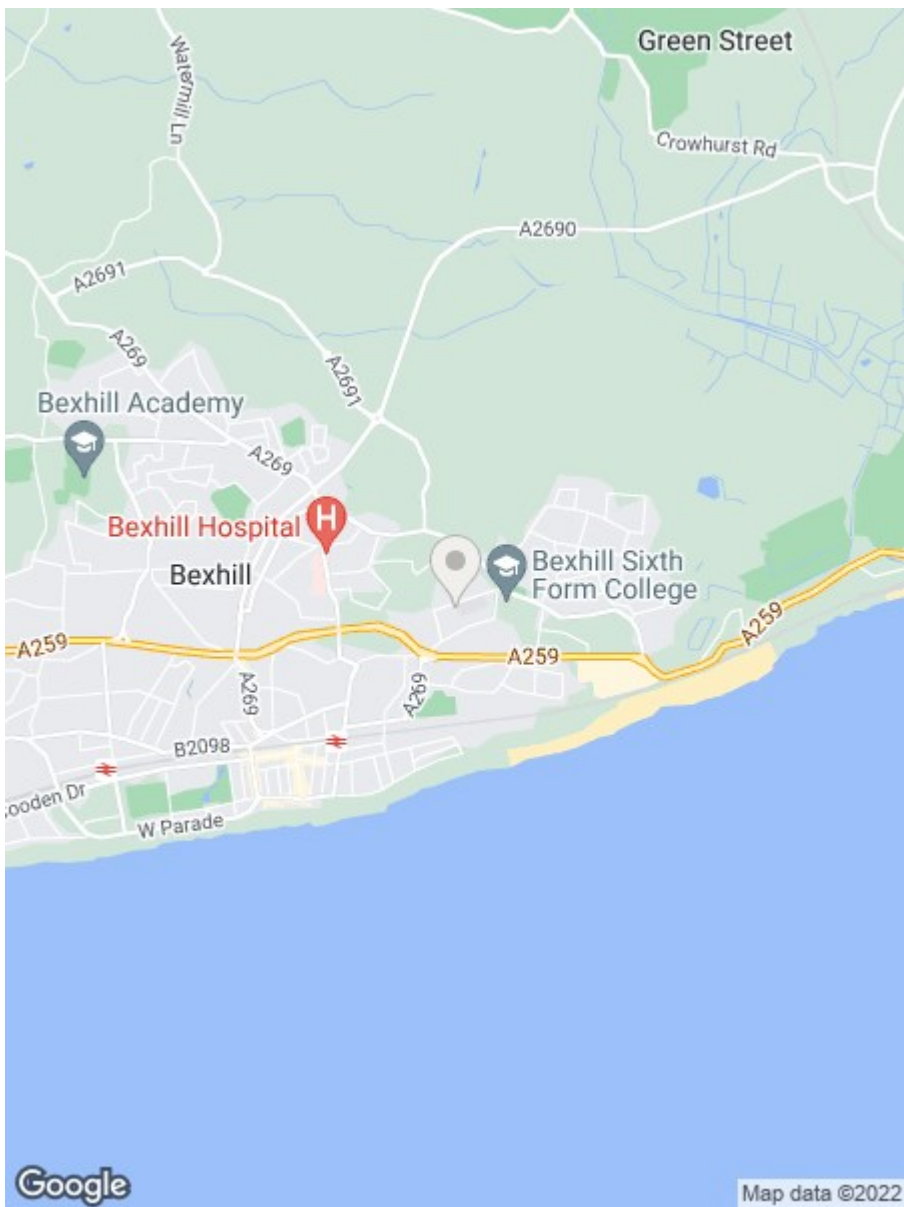 Green Street
Watermill Ln
Crowhurst Rd
A2690
A2691
A269
A2691
Bexhill Academy
A269
Bexhill Hospital
H
Bexhill
Bexhill Sixth
Form College
A259
A259
A259
A269
A269
B2098
Cooden Dr
W Parade
Google
Map data ©2022